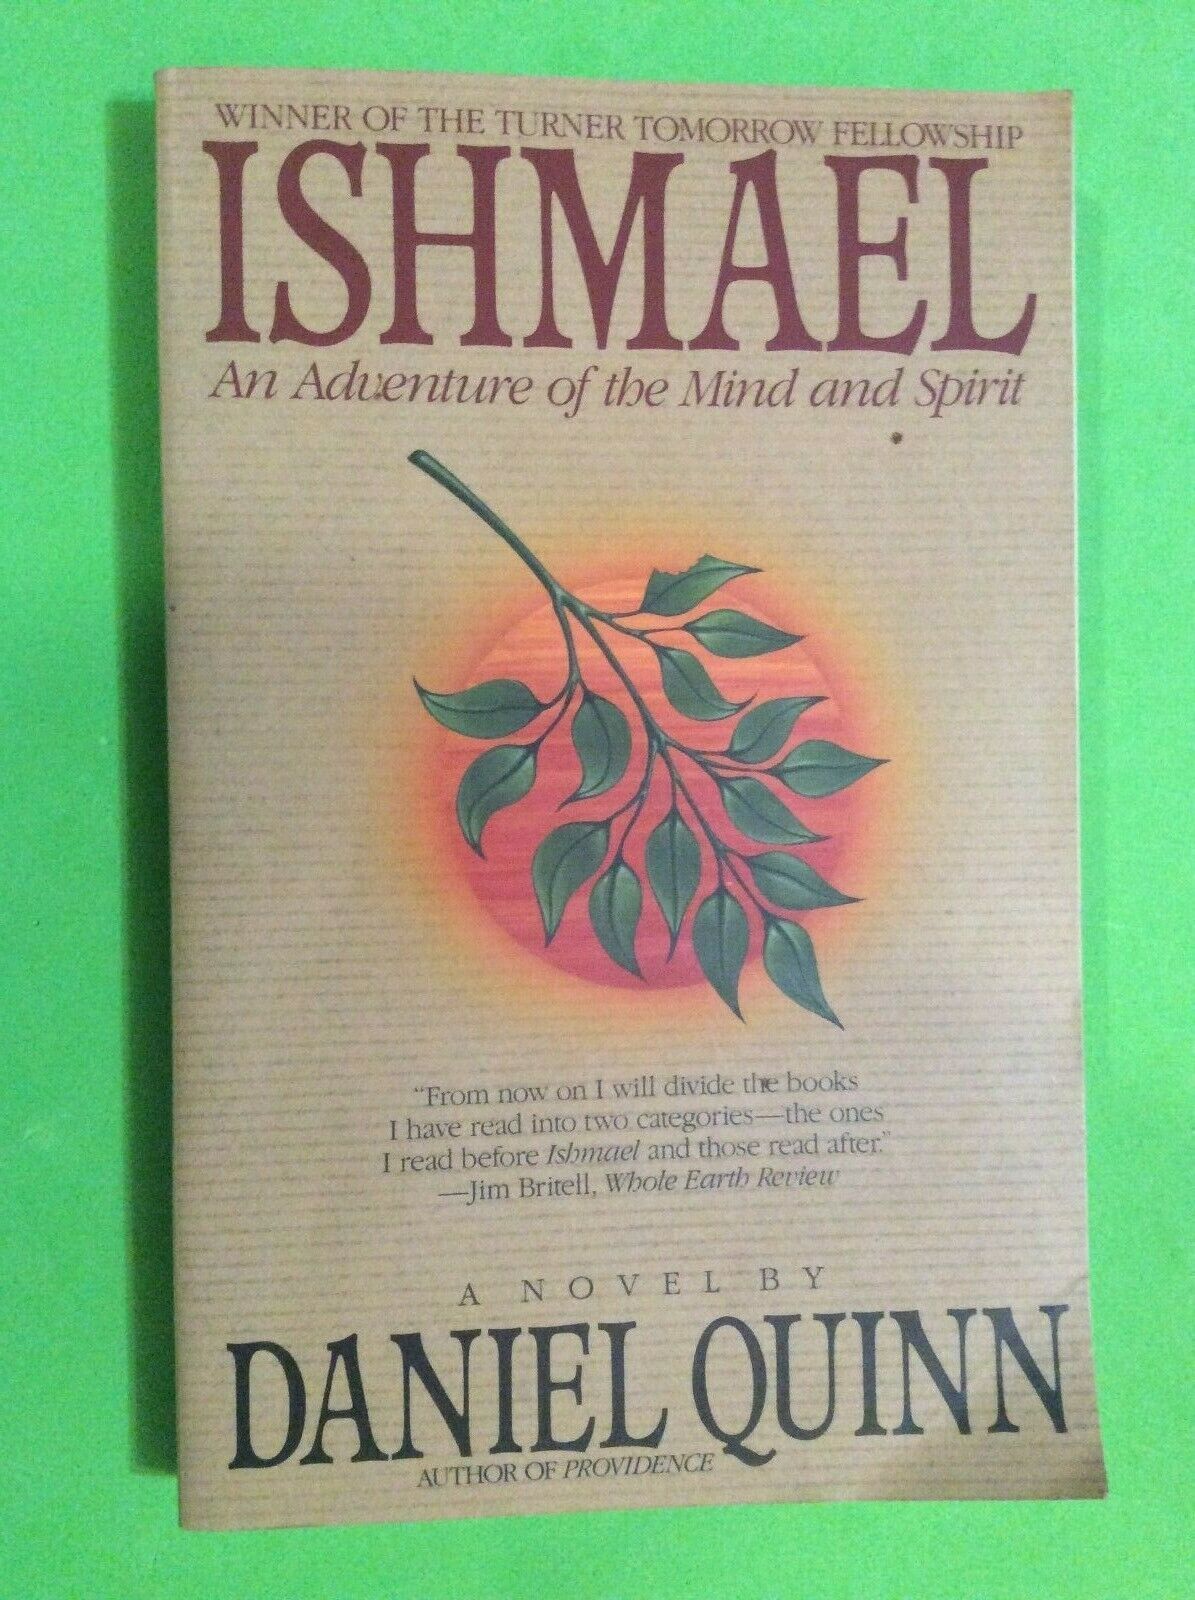 WINNER OF THE TURNER TOMORROW FELLOWSHIP
ISHMAEL
An Adventure of the Mind and Spirit
“From now on I will divide the books
I have read into two categories—the ones
I read before Ishmael and those read after.”
—Jim Britell, Whole Earth Review
A NOVEL BY
DANIEL QUINN
AUTHOR OF PROVIDENCE